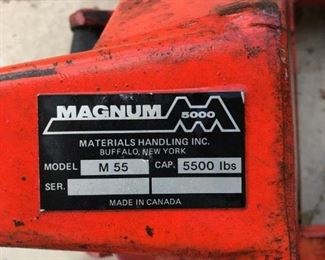 MAGNUM 5000
MATERIALS HANDLING INC.
BUFFALO, NEW YORK
MODEL M 55 CAP. 5500 lbs
SER.
MADE IN CANADA